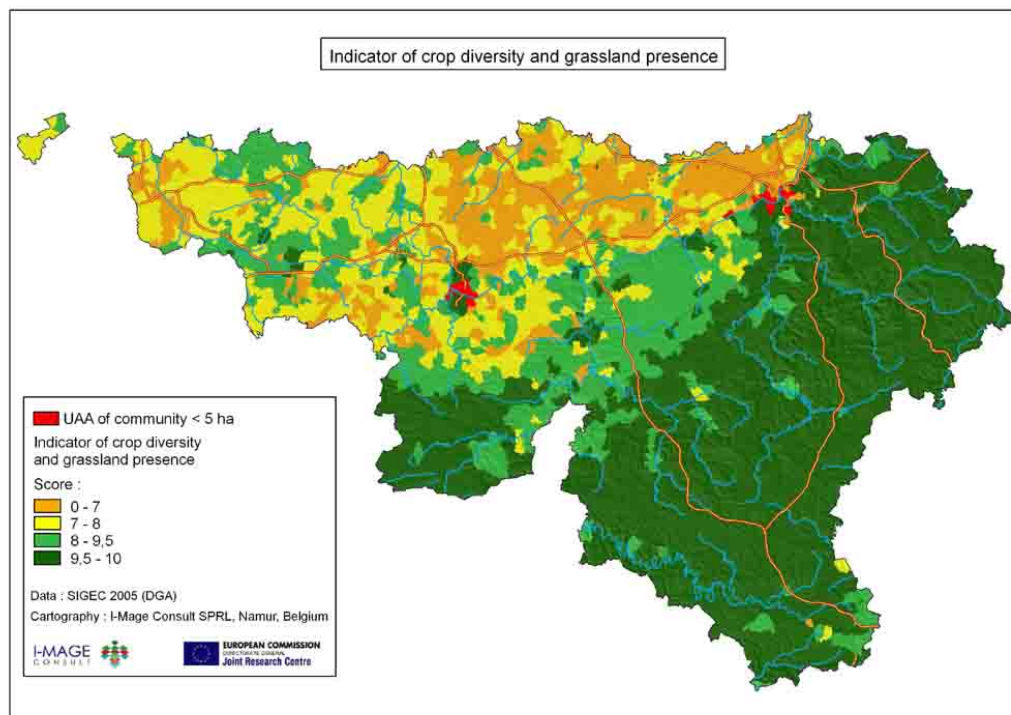 Indicator of crop diversity and grassland presence
UAA of community < 5 ha
Indicator of crop diversity
and grassland presence
Score :
0 - 7
7 - 8
8 - 9,5
9,5 - 10
Data : SIGEC 2005 (DGA)
Cartography : I-Mage Consult SPRL, Namur, Belgium
I-MAGE
CONSULT
EUROPEAN COMMISSION
DIRECTORATE GENERAL
Joint Research Centre